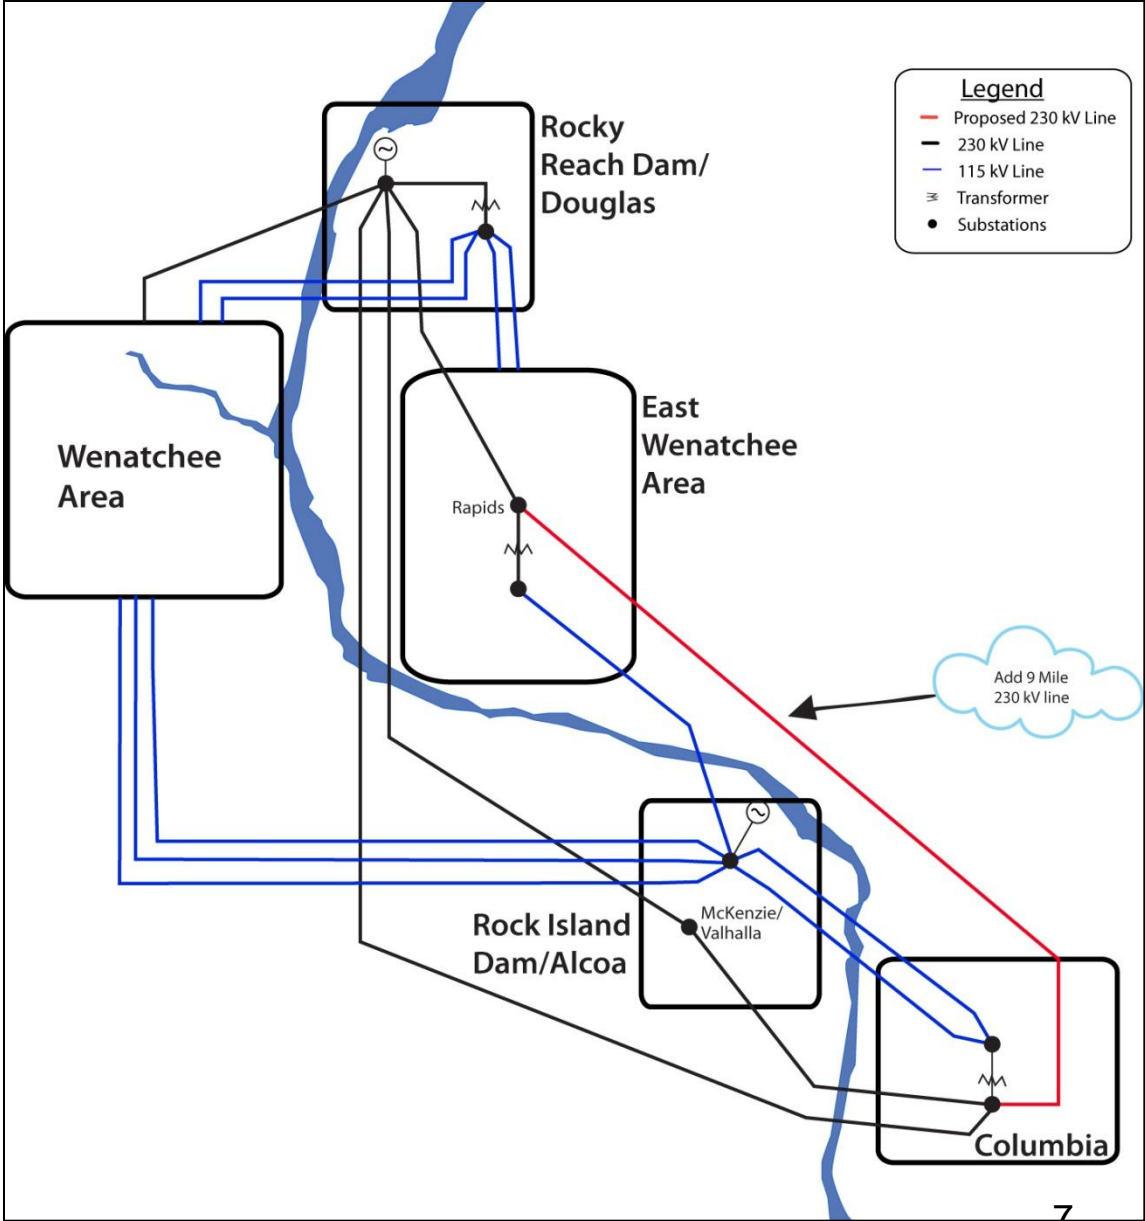 Legend
Proposed 230 kV Line
230 kV Line
115 kV Line
Transformer
Substations
Rocky
Reach Dam/
Douglas
East
Wenatchee
Area
Wenatchee
Area
Rapids
Add 9 Mile
230 kV line
McKenzie/
Valhalla
Rock Island
Dam/Alcoa
Columbia
7